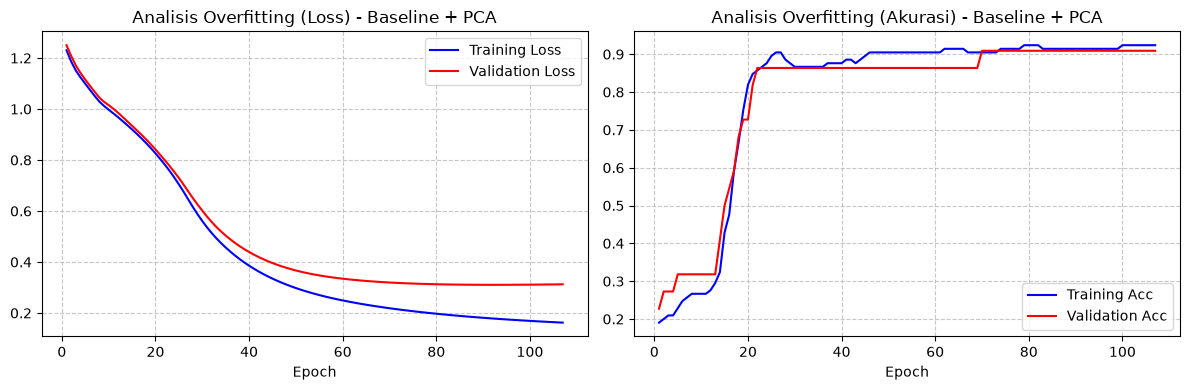 Analisis Overfitting (Loss) - Baseline + PCA
Training Loss
Validation Loss
1.2
1.0
0.8
0.6
0.4
0.2
0 20 40 60 80 100
Epoch
Analisis Overfitting (Akurasi) - Baseline + PCA
0.9
0.8
0.7
0.6
0.5
0.4
0.3
0.2
Training Acc
Validation Acc
0 20 40 60 80 100
Epoch